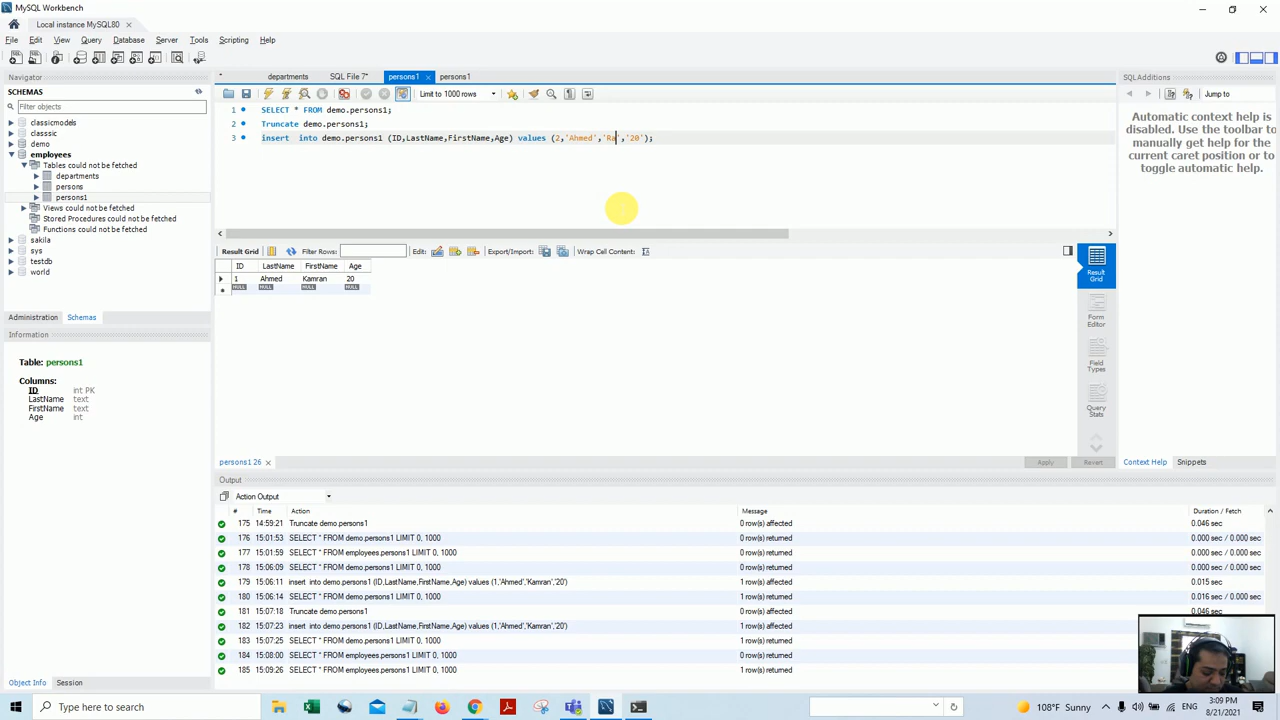 MySQL Workbench
Local instance MySQL80 ×
File Edit View Query Database Server Tools Scripting Help
Navigator
departments SQL File 7* persons1 × persons1
SQLAdditions
SCHEMAS
Limit to 1000 rows
Jump to
Filter objects
classicmodels
classsic
demo
employees
Tables could not be fetched
departments
persons
persons1
Views could not be fetched
Stored Procedures could not be fetched
Functions could not be fetched
sakila
sys
testdb
world
1 SELECT * FROM demo.persons1;
2 Truncate demo.persons1;
3 insert  into demo.persons1 (ID,LastName,FirstName,Age) values (2,'Ahmed','Ra','20');
Automatic context help is
disabled. Use the toolbar to
manually get help for the
current caret position or to
toggle automatic help.
Result Grid Filter Rows: Edit: Export/Import: Wrap Cell Content:
ID LastName FirstName Age
1 Ahmed Kamran 20
NULL NULL NULL NULL
Result
Grid
Form
Editor
Field
Types
Query
Stats
Administration Schemas
Information
Table: persons1
Columns:
ID int PK
LastName text
FirstName text
Age int
persons1 26 ×
Apply Revert
Context Help Snippets
Output
Action Output
# Time Action Message Duration / Fetch
175 14:59:21 Truncate demo.persons1 0 row(s) affected 0.046 sec
176 15:01:53 SELECT * FROM demo.persons1 LIMIT 0, 1000 0 row(s) returned 0.000 sec / 0.000 sec
177 15:01:59 SELECT * FROM employees.persons1 LIMIT 0, 1000 0 row(s) returned 0.000 sec / 0.000 sec
178 15:06:09 SELECT * FROM demo.persons1 LIMIT 0, 1000 0 row(s) returned 0.000 sec / 0.000 sec
179 15:06:11 insert  into demo.persons1 (ID,LastName,FirstName,Age) values (1,'Ahmed','Kamran','20') 1 row(s) affected 0.015 sec
180 15:06:14 SELECT * FROM demo.persons1 LIMIT 0, 1000 1 row(s) returned 0.016 sec / 0.000 sec
181 15:07:18 Truncate demo.persons1 0 row(s) affected 0.046 sec
182 15:07:23 insert  into demo.persons1 (ID,LastName,FirstName,Age) values (1,'Ahmed','Kamran','20') 1 row(s) affected
183 15:07:25 SELECT * FROM demo.persons1 LIMIT 0, 1000 1 row(s) returned
184 15:08:00 SELECT * FROM employees.persons1 LIMIT 0, 1000 0 row(s) returned
185 15:09:26 SELECT * FROM employees.persons1 LIMIT 0, 1000 1 row(s) returned
Object Info Session
Type here to search
108°F Sunny
ENG
3:09 PM
8/21/2021